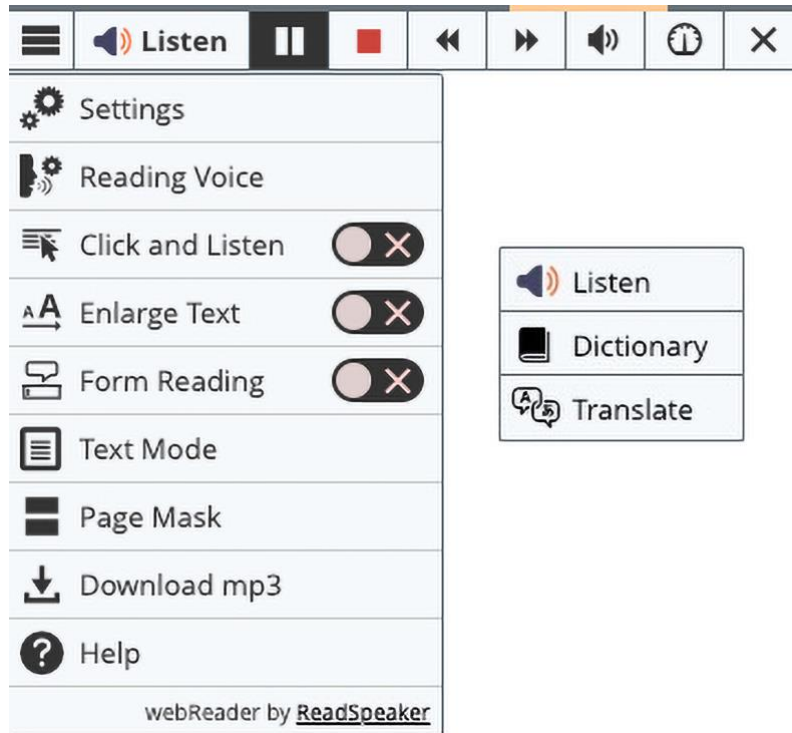 Listen
Settings
Reading Voice
Click and Listen
Enlarge Text
Form Reading
Text Mode
Page Mask
Download mp3
Help
webReader by ReadSpeaker
Listen
Dictionary
Translate